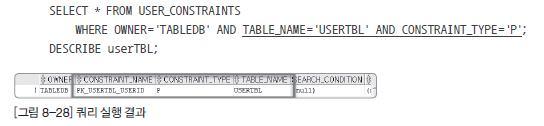 SELECT * FROM USER_CONSTRAINTS
WHERE OWNER='TABLEDB' AND TABLE_NAME='USERTBL' AND CONSTRAINT_TYPE='P';
DESCRIBE userTBL;
OWNER CONSTRAINT_NAME CONSTRAINT_TYPE TABLE_NAME SEARCH_CONDITION
1 TABLEDB PK_USERTBL_USERID P USERTBL null)
[그림 8-28] 쿼리 실행 결과